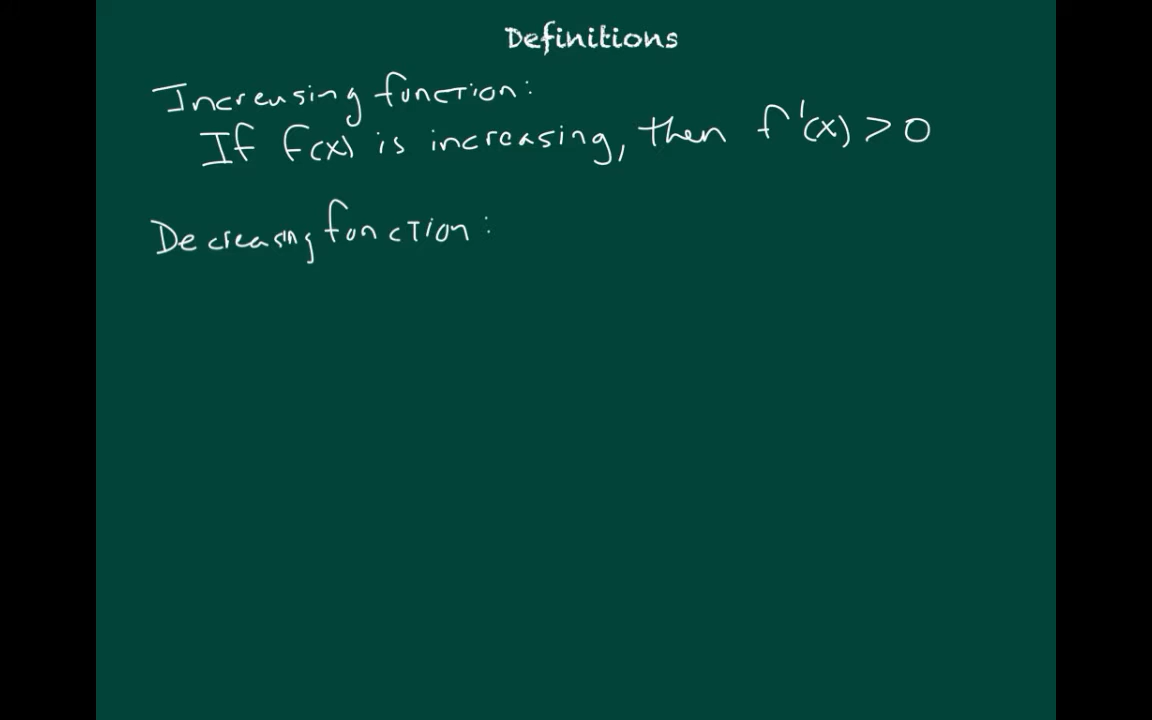 Definitions
Increasing function:
If f(x) is increasing, then f'(x) > 0
Decreasing function: